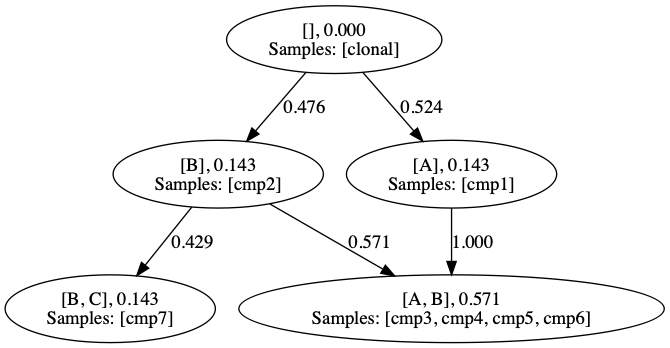 [], 0.000
Samples: [clonal]
0.476
0.524
[B], 0.143
Samples: [cmp2]
[A], 0.143
Samples: [cmp1]
0.429
0.571
1.000
[B, C], 0.143
Samples: [cmp7]
[A, B], 0.571
Samples: [cmp3, cmp4, cmp5, cmp6]